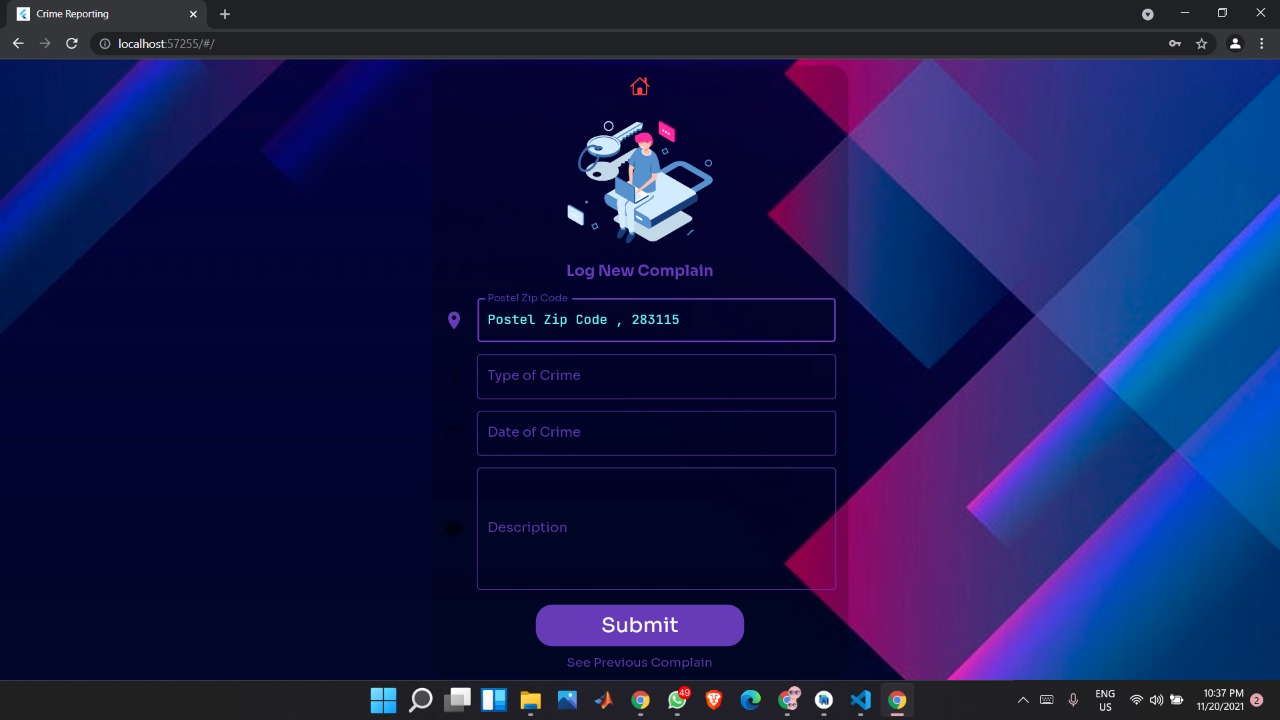 Crime Reporting
localhost:57255/#/
Log New Complain
Postel Zip Code
Postel Zip Code , 283115
Type of Crime
Date of Crime
Description
Submit
See Previous Complain
49
ENG
US
10:37 PM
11/20/2021
2